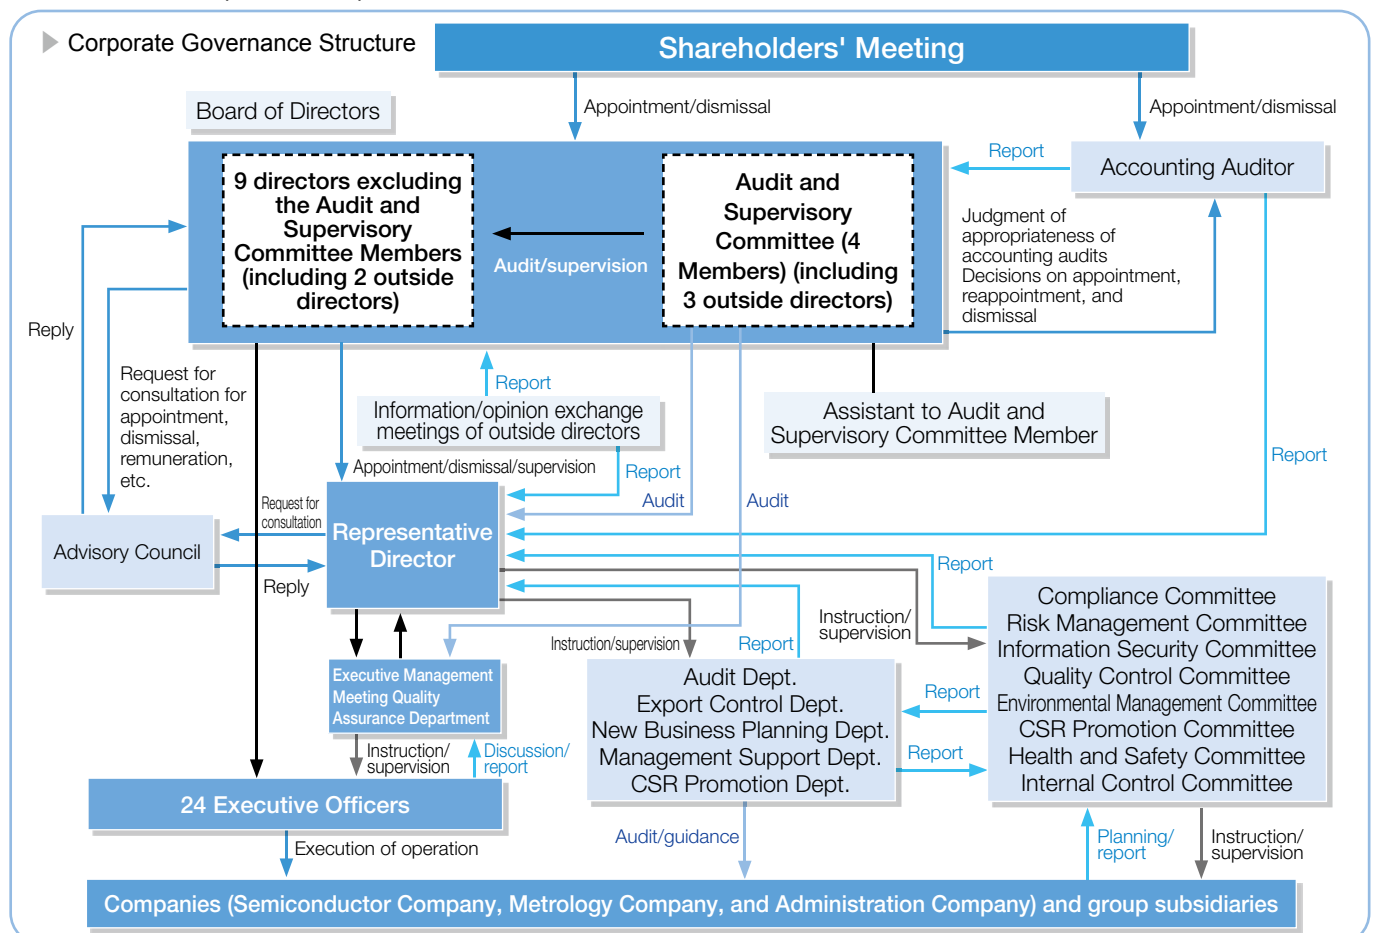 Corporate Governance Structure
Shareholders' Meeting
Appointment/dismissal
Appointment/dismissal
Board of Directors
Report
Accounting Auditor
9 directors excluding
the Audit and
Supervisory
Committee Members
(including 2 outside
directors)
Audit/supervision
Audit and
Supervisory
Committee (4
Members) (including
3 outside directors)
Judgment of
appropriateness of
accounting audits
Decisions on appointment,
reappointment, and
dismissal
Reply
Request for
consultation for
appointment,
dismissal,
remuneration,
etc.
Report
Information/opinion exchange
meetings of outside directors
Assistant to Audit and
Supervisory Committee Member
Appointment/dismissal/supervision
Report
Report
Audit
Audit
Request for
consultation
Advisory Council
Representative
Director
Reply
Report
Instruction/
supervision
Compliance Committee
Risk Management Committee
Information Security Committee
Quality Control Committee
Environmental Management Committee
CSR Promotion Committee
Health and Safety Committee
Internal Control Committee
Instruction/supervision
Report
Executive Management
Meeting Quality
Assurance Department
Audit Dept.
Export Control Dept.
New Business Planning Dept.
Management Support Dept.
CSR Promotion Dept.
Report
Report
Instruction/
supervision
Discussion/
report
24 Executive Officers
Execution of operation
Audit/guidance
Planning/
report
Instruction/
supervision
Companies (Semiconductor Company, Metrology Company, and Administration Company) and group subsidiaries